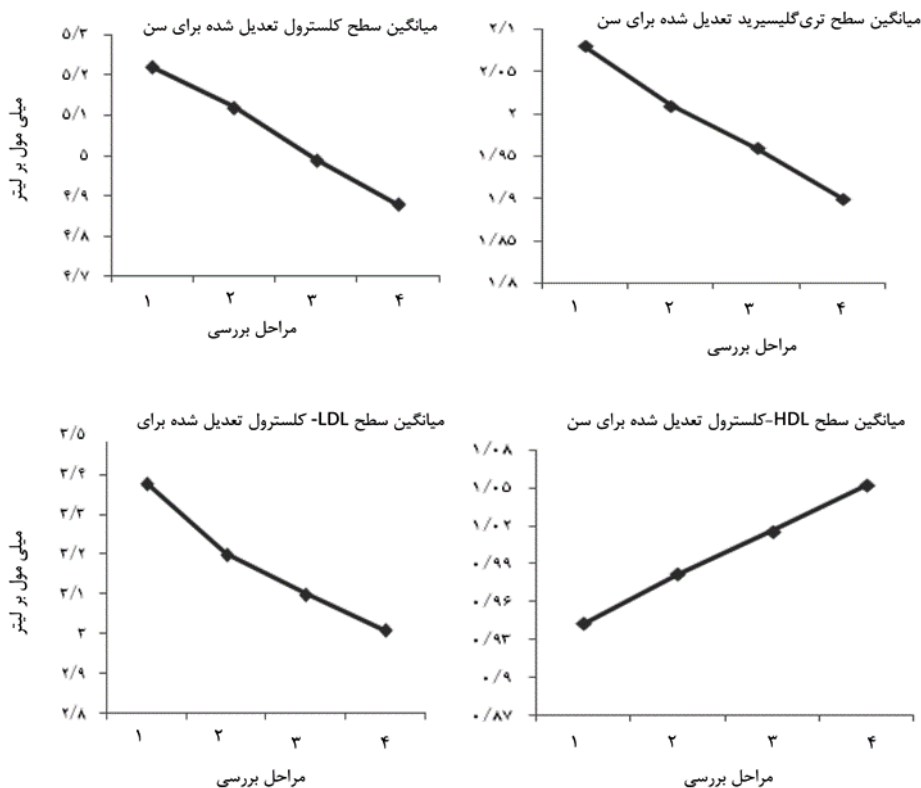 میانگین سطح کلسترول تعدیل شده برای سن
میلی مول بر لیتر
۵/۳
۵/۲
۵/۱
۵
۴/۹
۴/۸
۴/۷
۱ ۲ ۳ ۴
مراحل بررسی
میانگین سطح تری‌گلیسیرید تعدیل شده برای سن
۲/۱
۲/۰۵
۲
۱/۹۵
۱/۹
۱/۸۵
۱/۸
۱ ۲ ۳ ۴
مراحل بررسی
میانگین سطح LDL- کلسترول تعدیل شده برای
میلی مول بر لیتر
۳/۵
۳/۴
۳/۳
۳/۲
۳/۱
۳
۲/۹
۲/۸
۱ ۲ ۳ ۴
مراحل بررسی
میانگین سطح HDL-کلسترول تعدیل شده برای سن
۱/۰۸
۱/۰۵
۱/۰۲
۰/۹۹
۰/۹۶
۰/۹۳
۰/۹
۰/۸۷
۱ ۲ ۳ ۴
مراحل بررسی